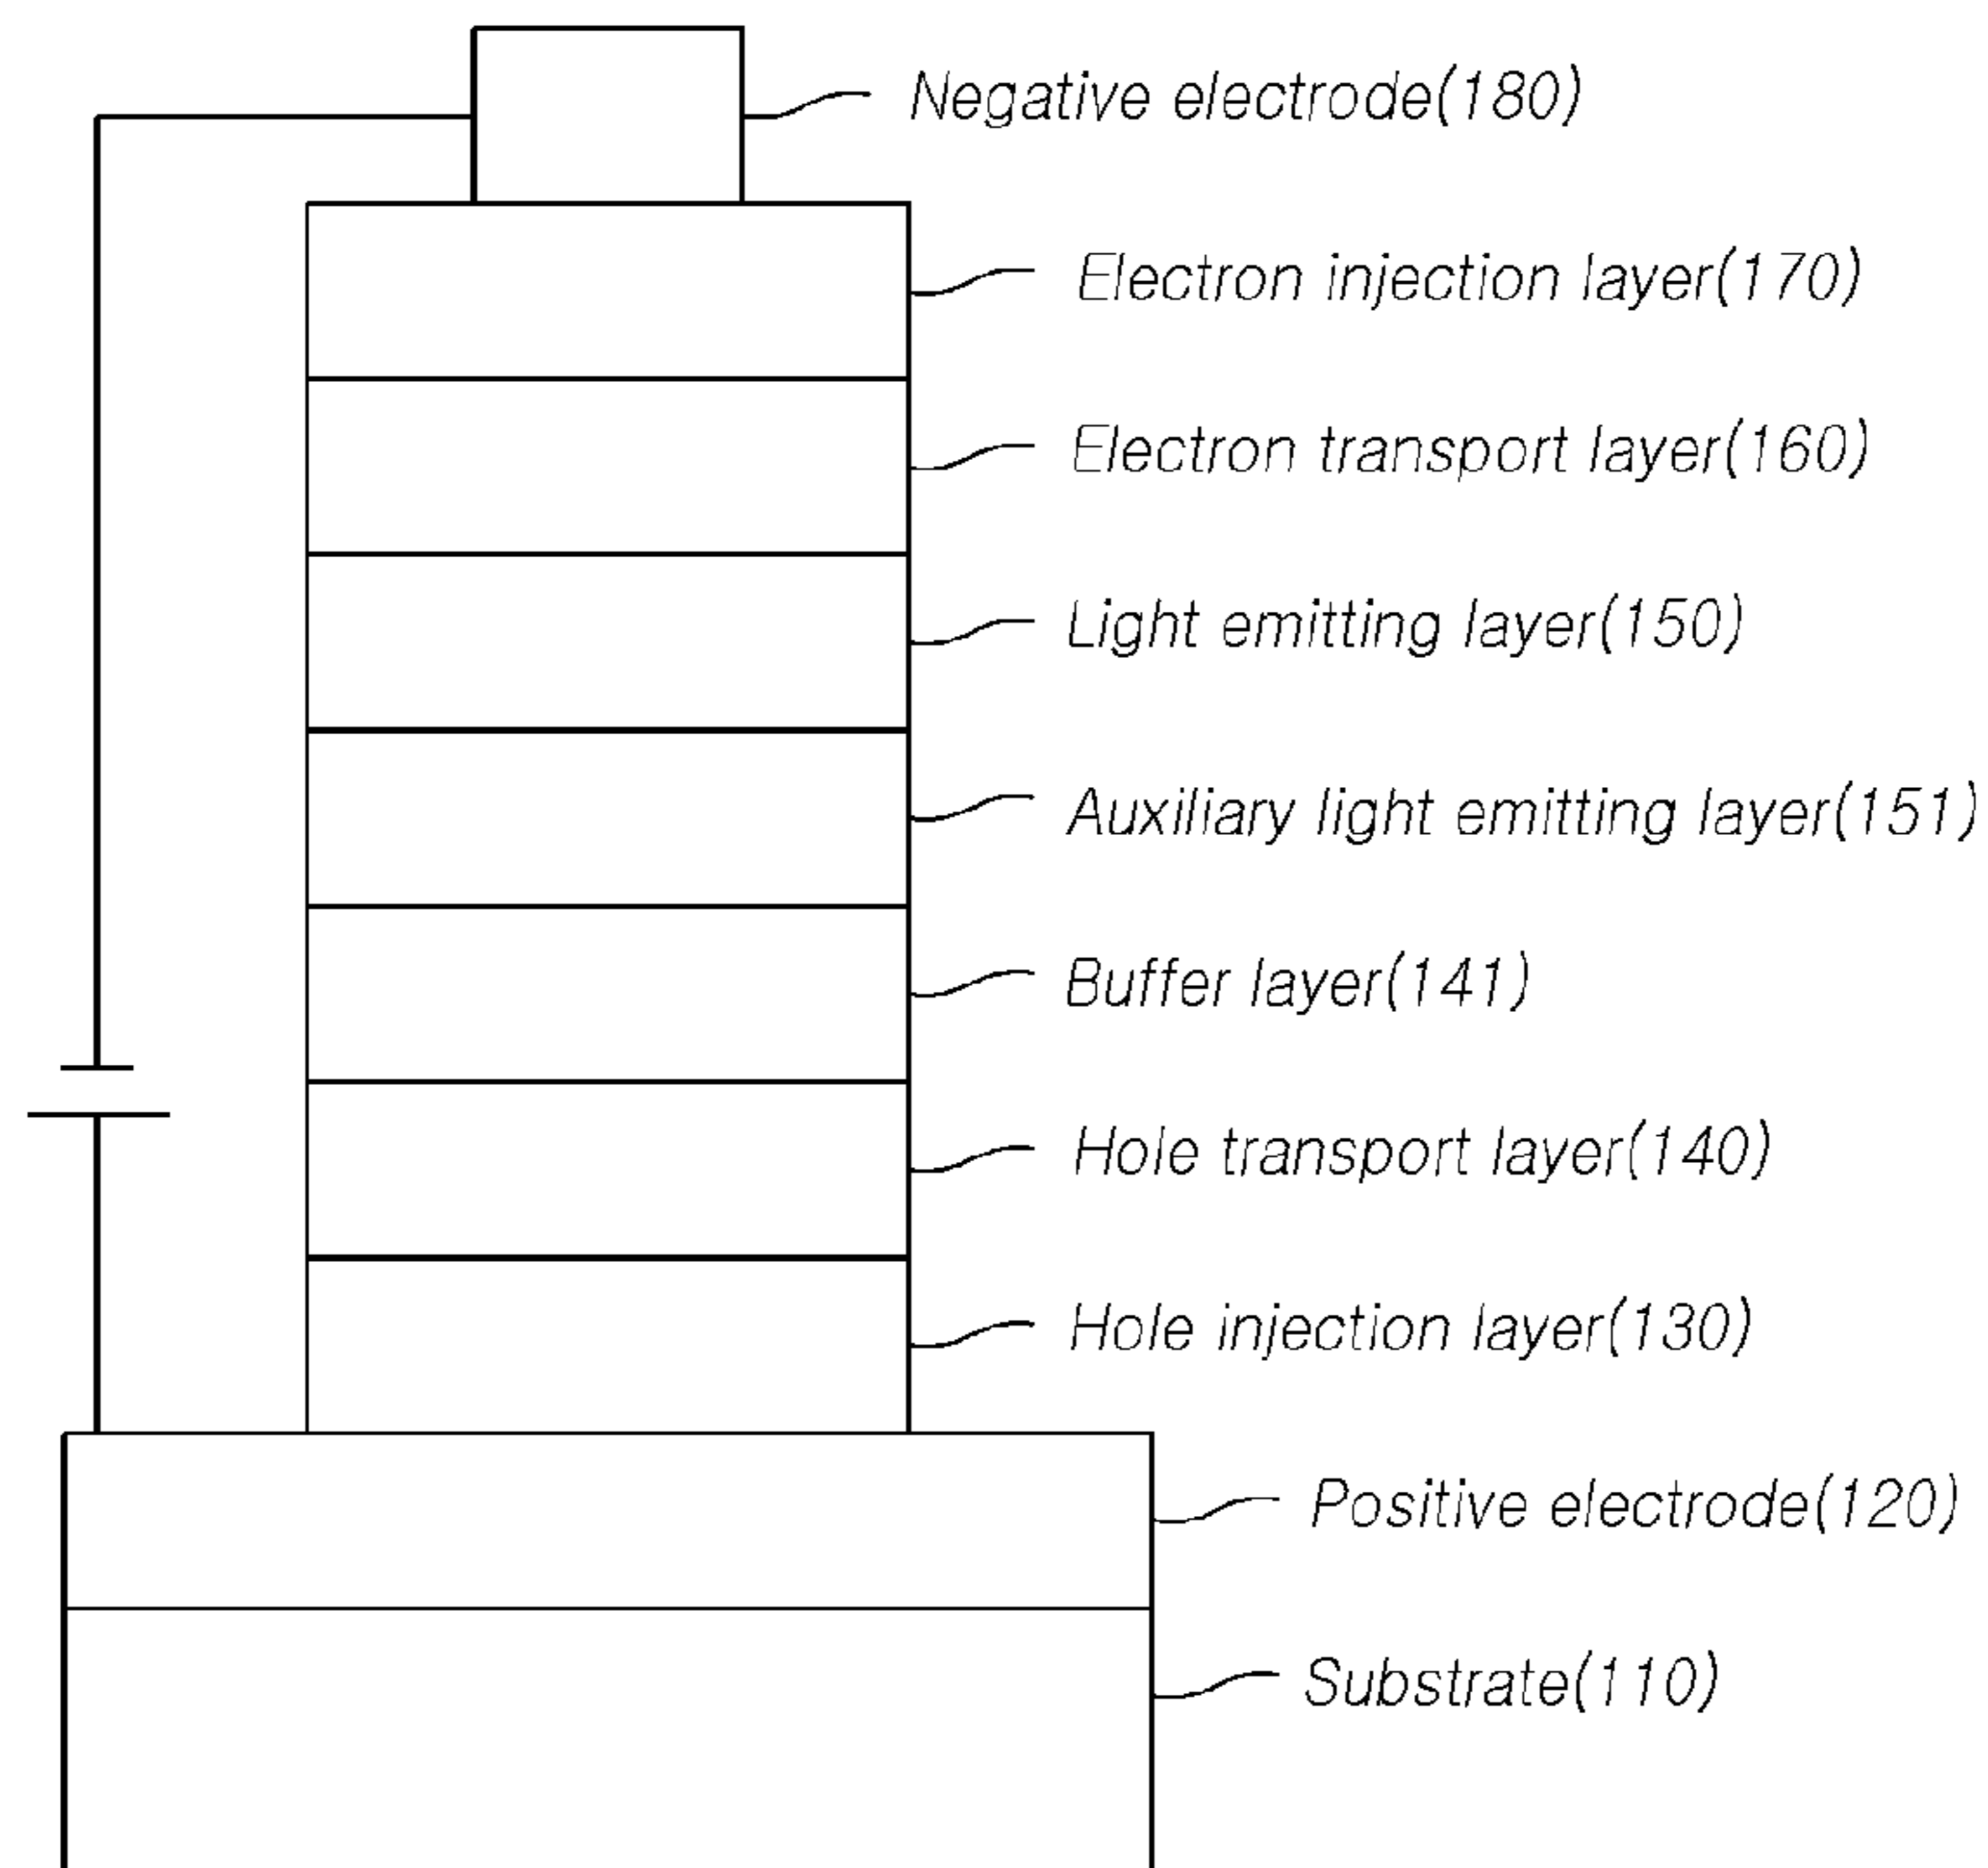 Negative electrode(180)
Electron injection layer(170)
Electron transport layer(160)
Light emitting layer(150)
Auxiliary light emitting layer(151)
Buffer layer(141)
Hole transport layer(140)
Hole injection layer(130)
Positive electrode(120)
Substrate(110)